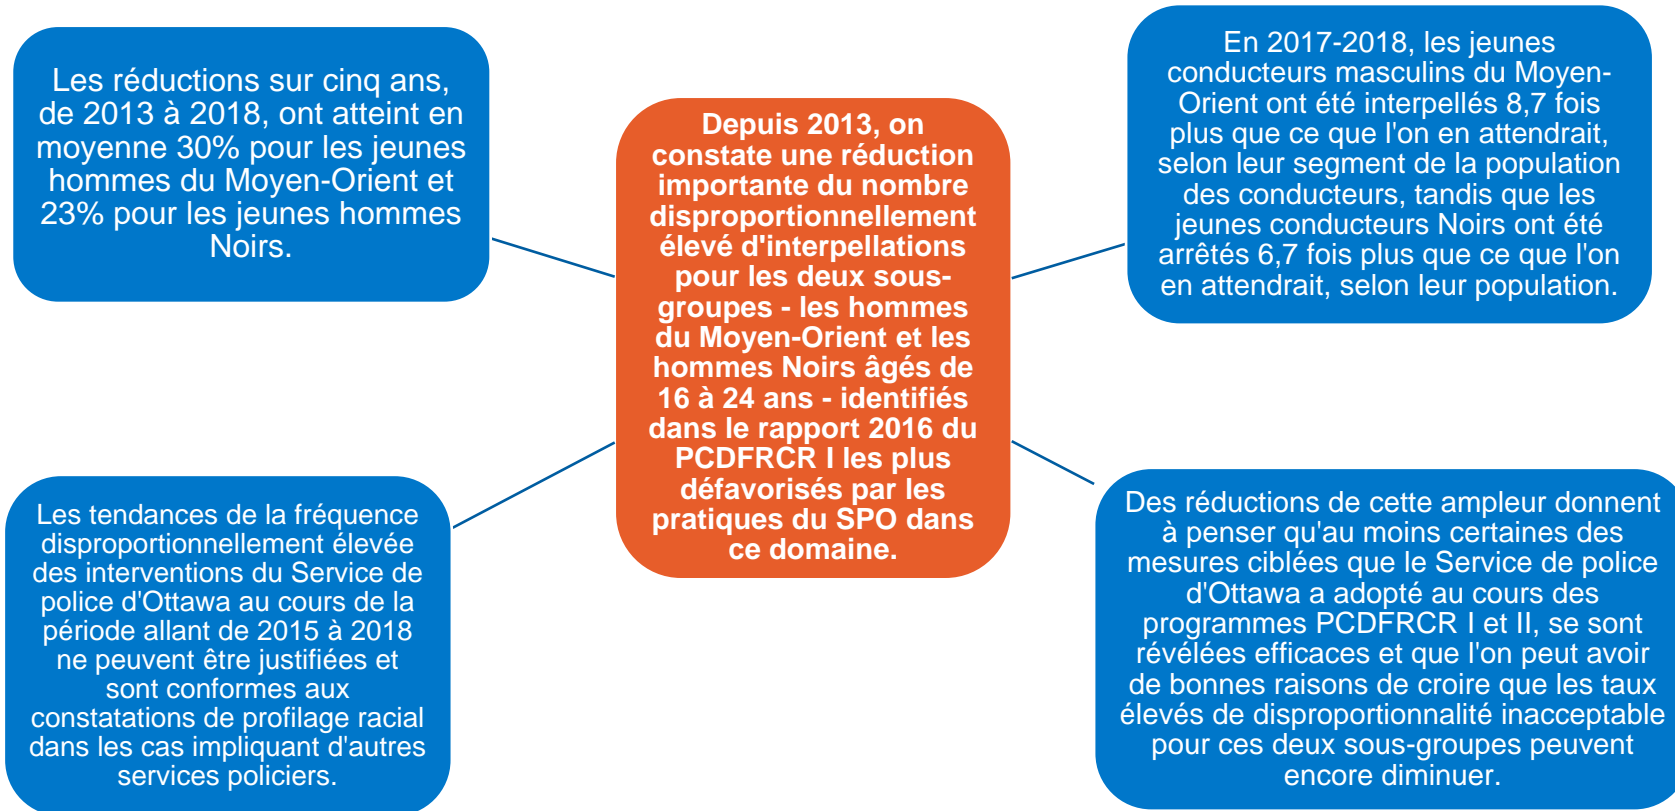 Les réductions sur cinq ans,
de 2013 à 2018, ont atteint en
moyenne 30% pour les jeunes
hommes du Moyen-Orient et
23% pour les jeunes hommes
Noirs.
Depuis 2013, on
constate une réduction
importante du nombre
disproportionnellement
élevé d'interpellations
pour les deux sous-
groupes - les hommes
du Moyen-Orient et les
hommes Noirs âgés de
16 à 24 ans - identifiés
dans le rapport 2016 du
PCDFRCR I les plus
défavorisés par les
pratiques du SPO dans
ce domaine.
En 2017-2018, les jeunes
conducteurs masculins du Moyen-
Orient ont été interpellés 8,7 fois
plus que ce que l'on en attendrait,
selon leur segment de la population
des conducteurs, tandis que les
jeunes conducteurs Noirs ont été
arrêtés 6,7 fois plus que ce que l'on
en attendrait, selon leur population.
Les tendances de la fréquence
disproportionnellement élevée
des interventions du Service de
police d'Ottawa au cours de la
période allant de 2015 à 2018
ne peuvent être justifiées et
sont conformes aux
constatations de profilage racial
dans les cas impliquant d'autres
services policiers.
Des réductions de cette ampleur donnent
à penser qu'au moins certaines des
mesures ciblées que le Service de police
d'Ottawa a adopté au cours des
programmes PCDFRCR I et II, se sont
révélées efficaces et que l'on peut avoir
de bonnes raisons de croire que les taux
élevés de disproportionnalité inacceptable
pour ces deux sous-groupes peuvent
encore diminuer.